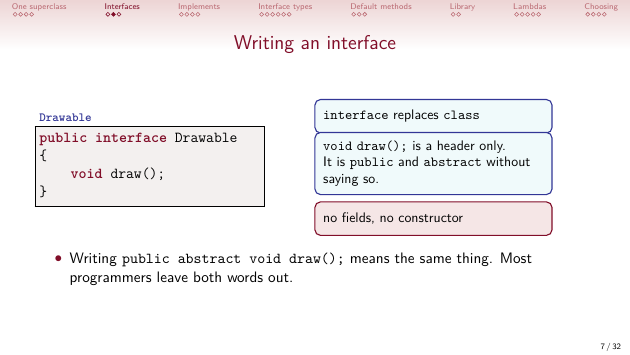 One superclass
Interfaces
Implements
Interface types
Default methods
Library
Lambdas
Choosing
Writing an interface
Drawable
public interface Drawable
{
void draw();
}
interface replaces class
void draw(); is a header only.
It is public and abstract without
saying so.
no fields, no constructor
• Writing public abstract void draw(); means the same thing. Most
programmers leave both words out.
7 / 32